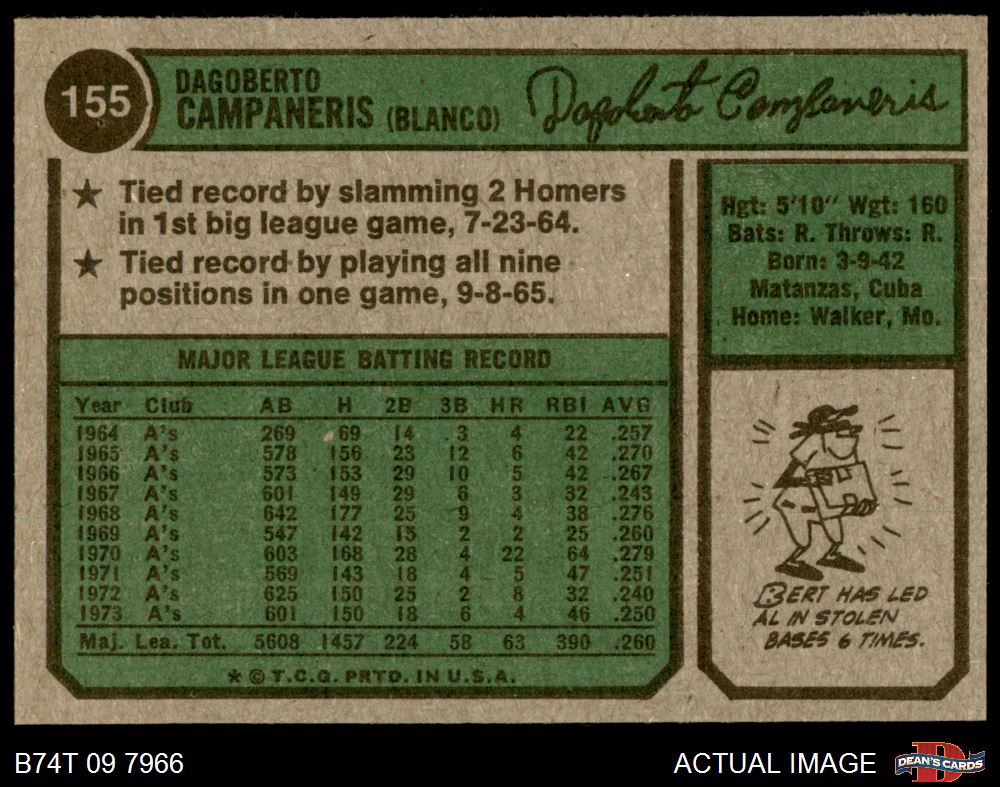 155
DAGOBERTO
CAMPANERIS (BLANCO)
Dagoberto Campaneris
★ Tied record by slamming 2 Homers
in 1st big league game, 7-23-64.
★ Tied record by playing all nine
positions in one game, 9-8-65.
Hgt: 5'10" Wgt: 160
Bats: R. Throws: R.
Born: 3-9-42
Matanzas, Cuba
Home: Walker, Mo.
MAJOR LEAGUE BATTING RECORD
Year Club AB H 2B 3B HR RBI AVG
1964 A's 269 69 14 3 4 22 .257
1965 A's 578 156 23 12 6 42 .270
1966 A's 573 153 29 10 5 42 .267
1967 A's 601 149 29 6 3 32 .243
1968 A's 642 177 25 9 4 38 .276
1969 A's 547 142 15 2 2 25 .260
1970 A's 603 168 28 4 22 64 .279
1971 A's 569 143 18 4 5 47 .251
1972 A's 625 150 25 2 8 32 .240
1973 A's 601 150 18 6 4 46 .250
Maj. Lea. Tot. 5608 1457 224 58 63 390 .260
* © T.C.G. PRTD. IN U.S.A.
BERT HAS LED
AL IN STOLEN
BASES 6 TIMES.
B74T 09 7966
ACTUAL IMAGE
DEAN'S CARDS